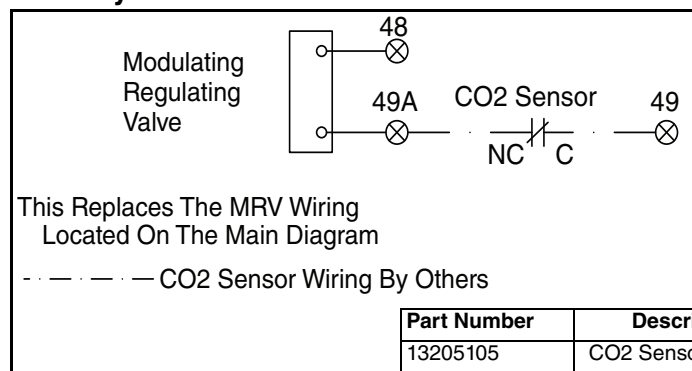 48
Modulating
Regulating
Valve
49A CO2 Sensor 49
NC C
This Replaces The MRV Wiring
Located On The Main Diagram
CO2 Sensor Wiring By Others
Part Number
13205105 CO2